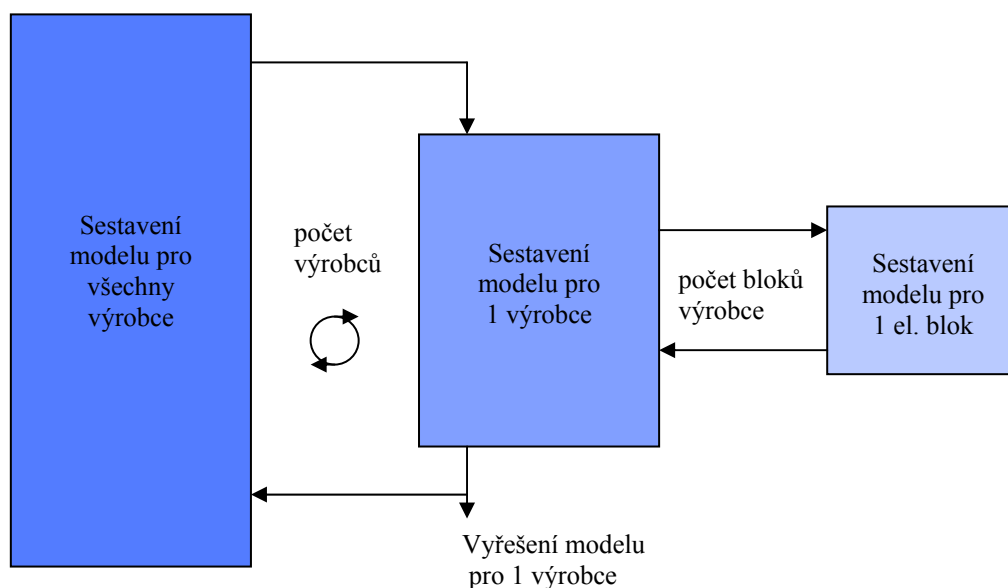 Sestavení
modelu pro
všechny
výrobce
počet
výrobců
Sestavení
modelu pro
1 výrobce
počet bloků
výrobce
Sestavení
modelu pro
1 el. blok
Vyřešení modelu
pro 1 výrobce